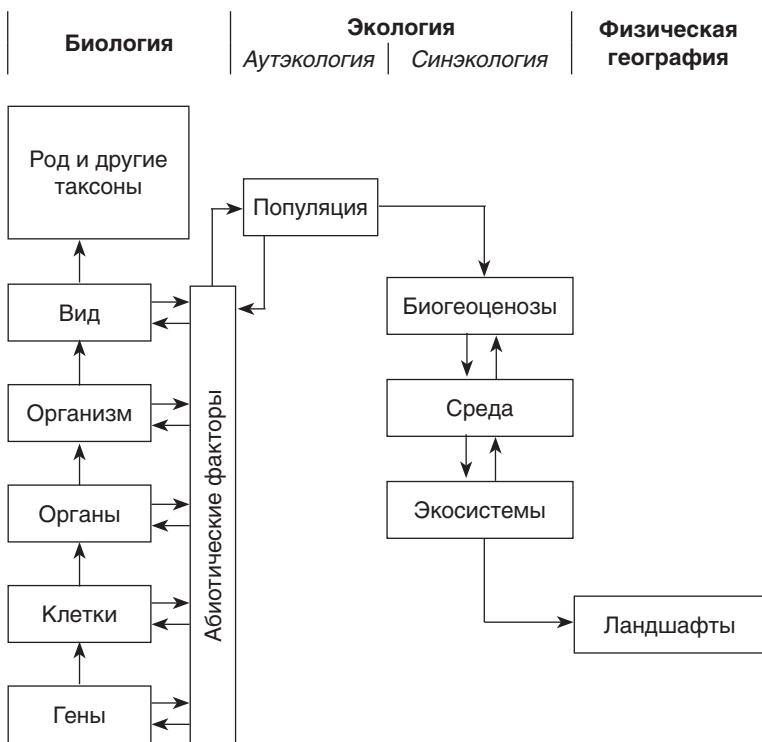 Биология
Экология
Аутэкология
Синэкология
Физическая
география
Род и другие
таксоны
Популяция
Вид
Биогеоценозы
Организм
Среда
Органы
Экосистемы
Абиотические факторы
Клетки
Ландшафты
Гены